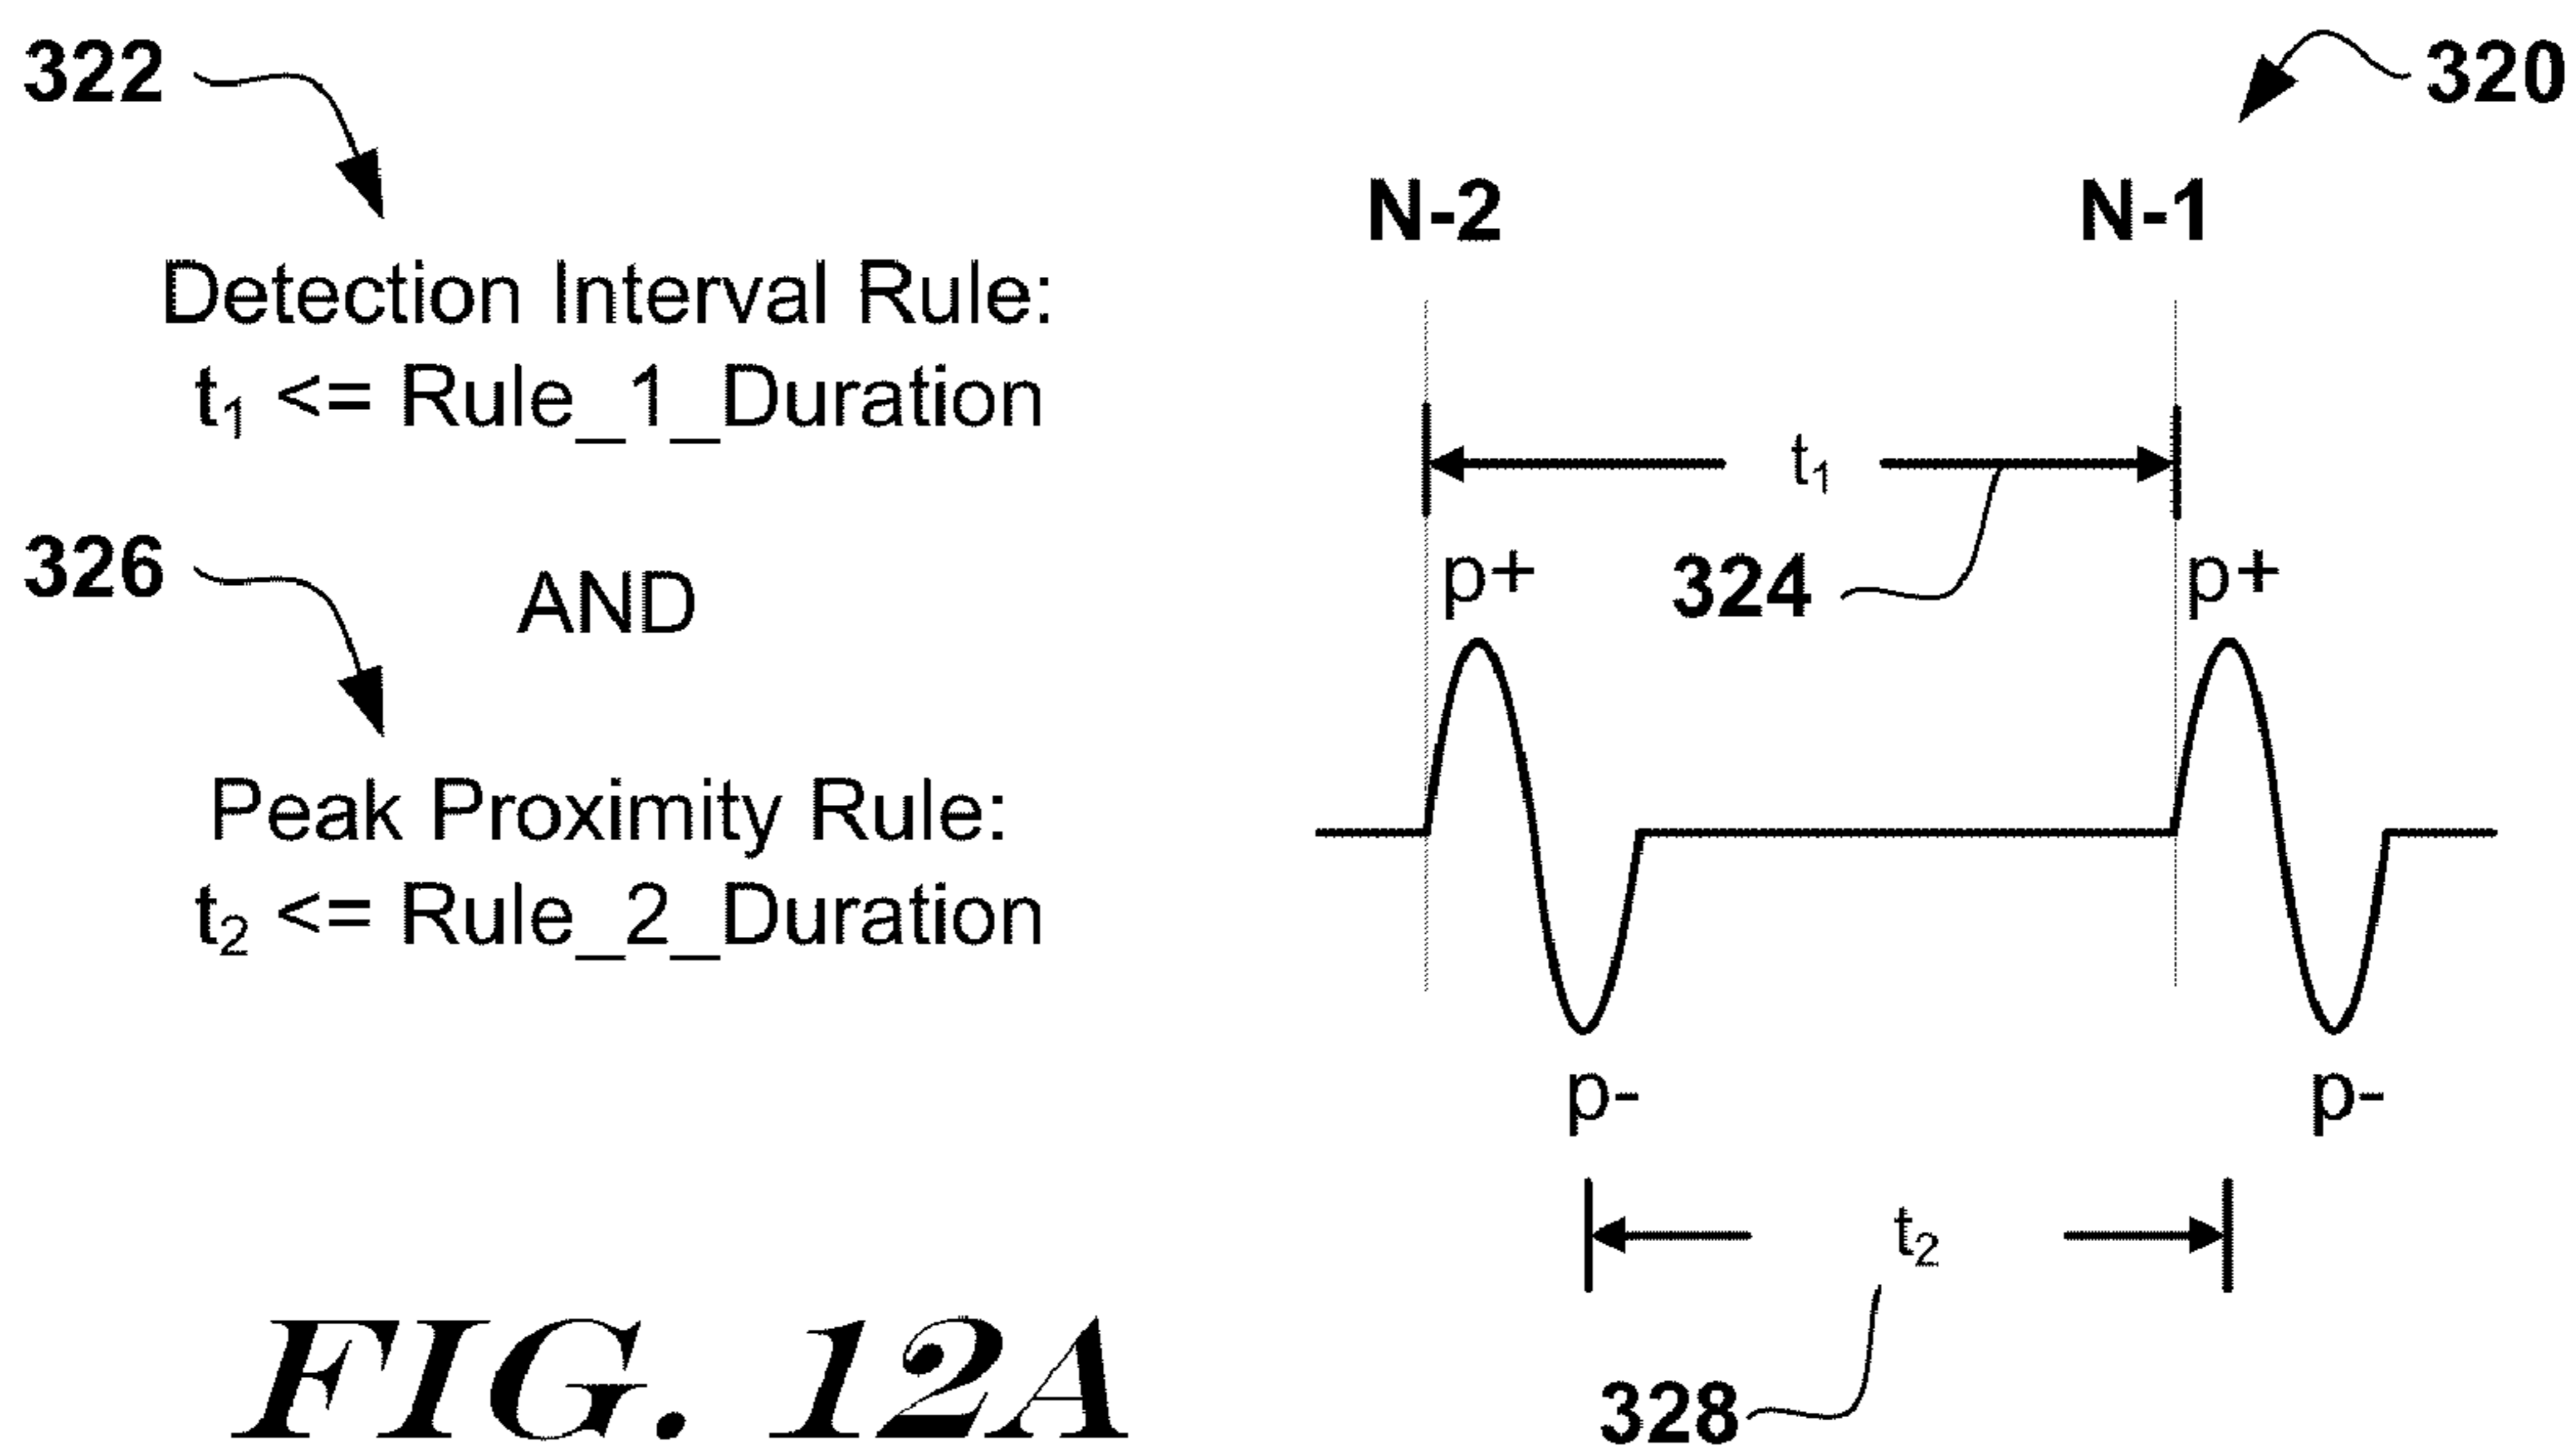 322
320
N-2
N-1
Detection Interval Rule:
t₁ <= Rule_1_Duration
t₁
326
AND
p+
324
p+
Peak Proximity Rule:
t₂ <= Rule_2_Duration
p-
p-
t₂
328
FIG. 12A